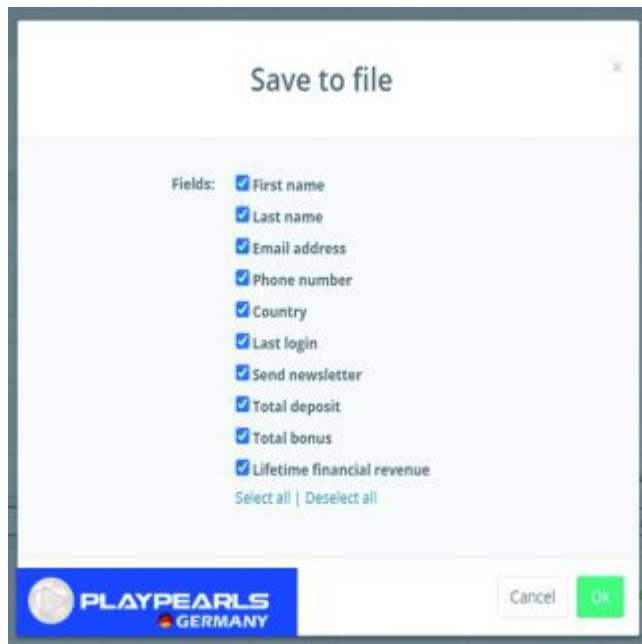 Save to file
x
Fields:
First name
Last name
Email address
Phone number
Country
Last login
Send newsletter
Total deposit
Total bonus
Lifetime financial revenue
Select all | Deselect all
PLAYPEARLS
GERMANY
Cancel
Ok